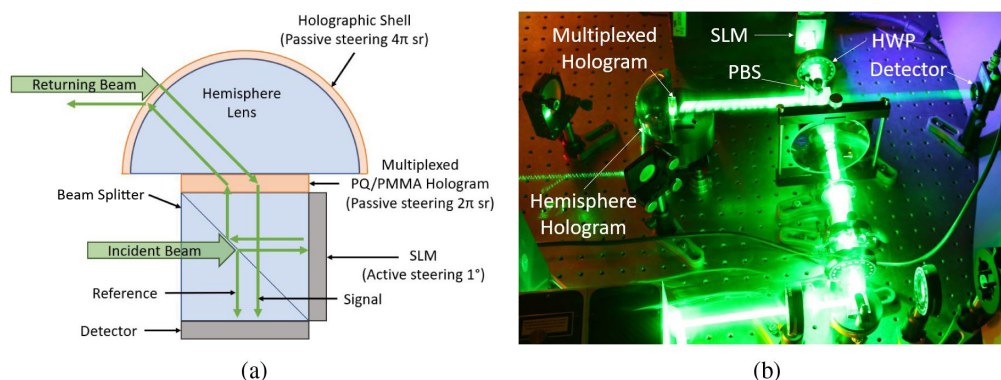 Holographic Shell
(Passive steering 4π sr)
Returning Beam
Hemisphere
Lens
Multiplexed
PQ/PMMA Hologram
(Passive steering 2π sr)
Beam Splitter
Incident Beam
SLM
(Active steering 1°)
Reference
Signal
Detector
(a)
SLM
Multiplexed
Hologram
HWP
PBS
Detector
Hemisphere
Hologram
(b)